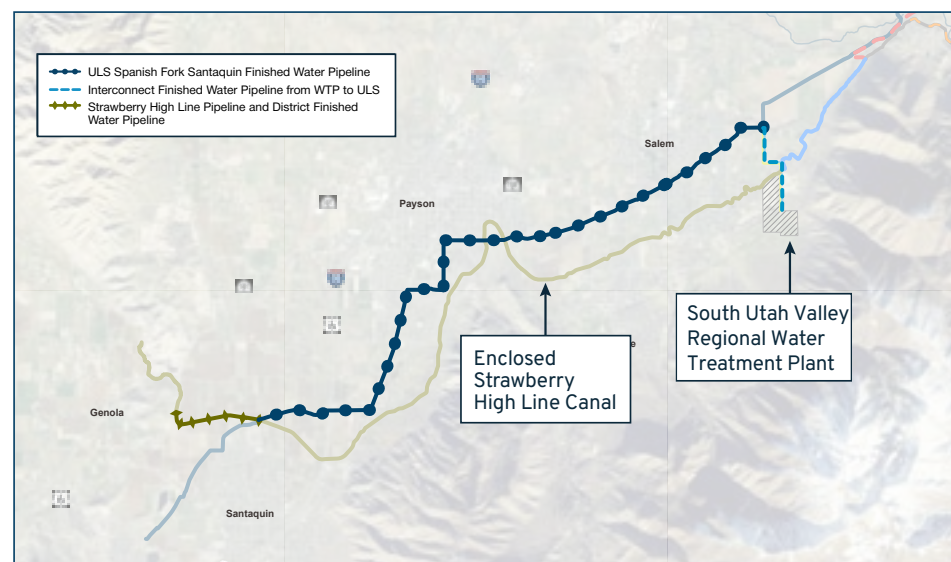 ULS Spanish Fork Santaquin Finished Water Pipeline
Interconnect Finished Water Pipeline from WTP to ULS
Strawberry High Line Pipeline and District Finished
Water Pipeline
Salem
Payson
South Utah Valley
Regional Water
Treatment Plant
Enclosed
Strawberry
High Line Canal
Genola
Santaquin